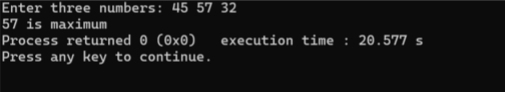 Enter three numbers: 45 57 32
57 is maximum
Process returned 0 (0x0)   execution time : 20.577 s
Press any key to continue.